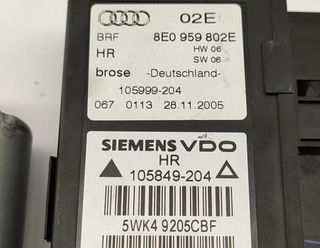 02E
BRF 8E0 959 802E
HR HW 06
SW 06
brose -Deutschland-
105999-204
067 0113 28.11.2005
SIEMENS VDO
HR
105849-204
5WK4 9205CBF